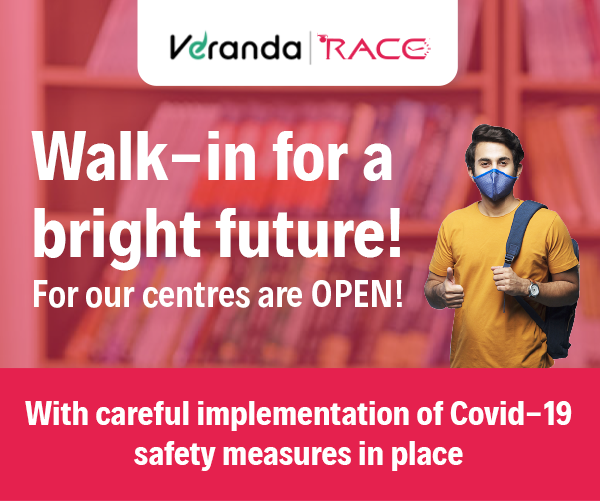 Veranda | RACE
Walk-in for a
bright future!
For our centres are OPEN!
With careful implementation of Covid-19
safety measures in place